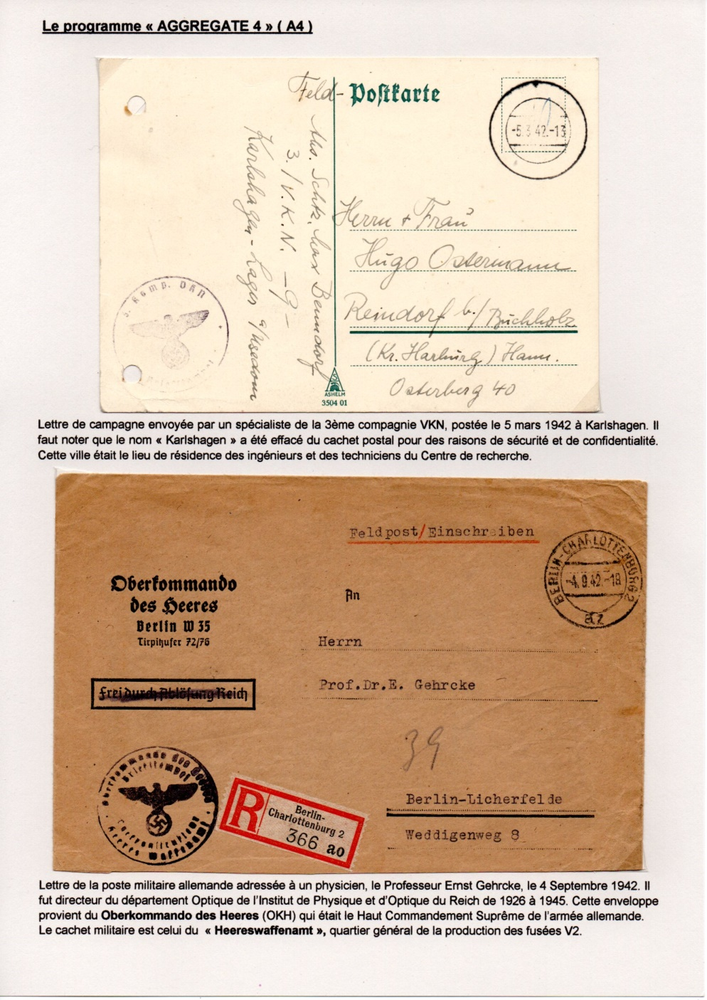 Le programme « AGGREGATE 4 » ( A4 )
Feld-Postkarte
-5.3.42.-13
Abs. Schtz. Max Benndorf
3./V.K.N. -9-
Karlshagen-Lager a/Usedom
Herrn + Frau
Hugo Ostermann
Reindorf b./Buchholz
(Kr. Harburg) Hann.
Osterberg 40
3. Komp. VKN
ASHELM
3504 01
Lettre de campagne envoyée par un spécialiste de la 3ème compagnie VKN, postée le 5 mars 1942 à Karlshagen. Il
faut noter que le nom « Karlshagen » a été effacé du cachet postal pour des raisons de sécurité et de confidentialité.
Cette ville était le lieu de résidence des ingénieurs et des techniciens du Centre de recherche.
Feldpost/Einschreiben
BERLIN-CHARLOTTENBURG 2
-4.9.42.-18
az
Oberkommando
des Heeres
Berlin W 35
Tirpitzufer 72/76
An
Herrn
Prof.Dr.E. Gehrcke
Frei durch Ablösung Reich
39
Oberkommando des Heeres
Briefstempel
Heeres Waffenamt
R
Berlin-
Charlottenburg 2
366 ao
Berlin-Licherfelde
Weddigenweg 8
Lettre de la poste militaire allemande adressée à un physicien, le Professeur Ernst Gehrcke, le 4 Septembre 1942. Il
fut directeur du département Optique de l'Institut de Physique et d'Optique du Reich de 1926 à 1945. Cette enveloppe
provient du Oberkommando des Heeres (OKH) qui était le Haut Commandement Suprême de l'armée allemande.
Le cachet militaire est celui du « Heereswaffenamt », quartier général de la production des fusées V2.